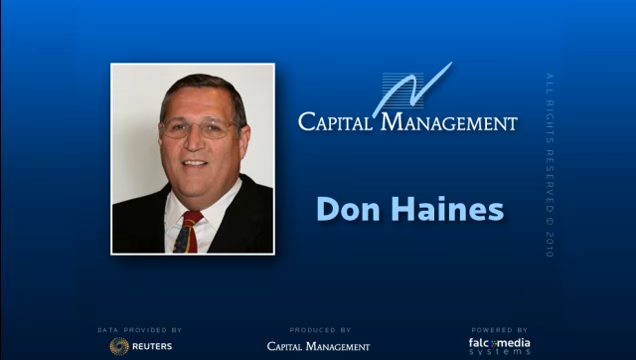 CAPITAL MANAGEMENT
Don Haines
ALL RIGHTS RESERVED © 2010
DATA PROVIDED BY
REUTERS
PRODUCED BY
CAPITAL MANAGEMENT
POWERED BY
falc media
systems